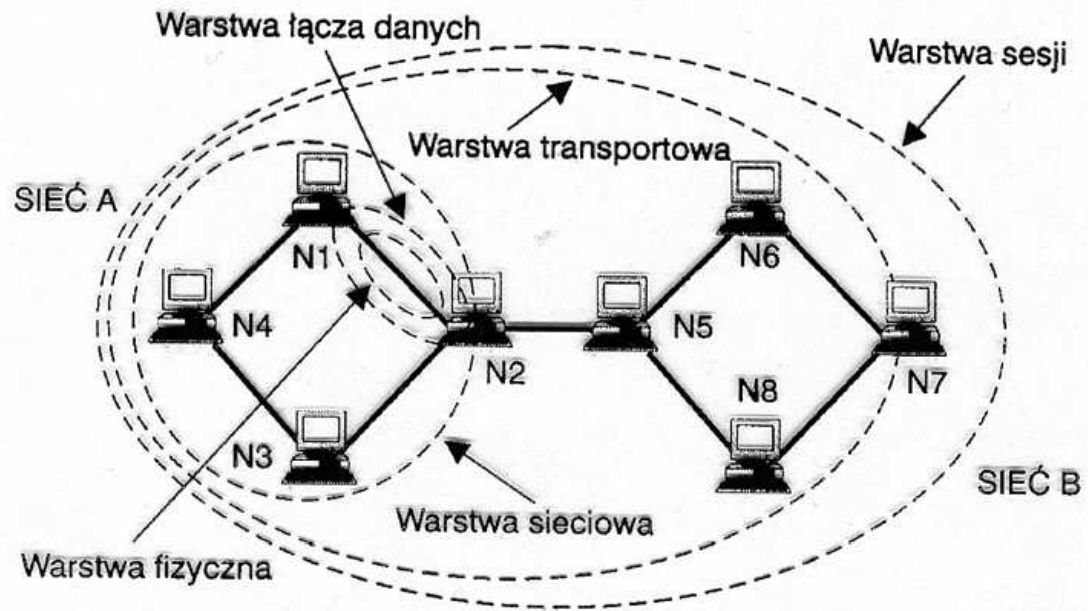 Warstwa łącza danych
Warstwa sesji
Warstwa transportowa
SIEĆ A
N1
N6
N4
N5
N2
N7
N8
N3
SIEĆ B
Warstwa sieciowa
Warstwa fizyczna